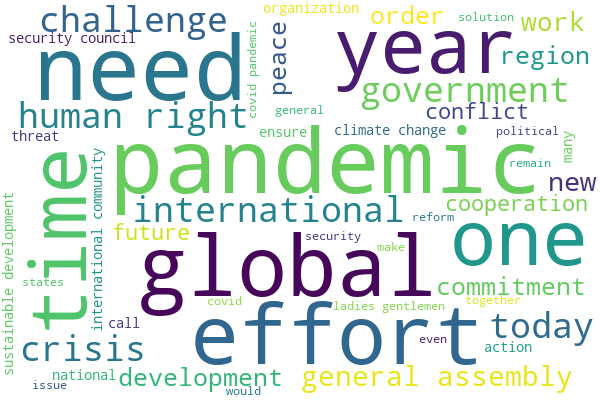 organization
challenge
order
solution
work
security council
need
year
covid pandemic
peace
region
government
human right
general
conflict
threat
ensure
climate change
political
many
pandemic
remain
new
time
international community
international
cooperation
sustainable development
future
reform
one
security
global
make
states
commitment
covid
ladies gentlemen
together
call
effort
today
crisis
even
action
national
development
general assembly
issue
would